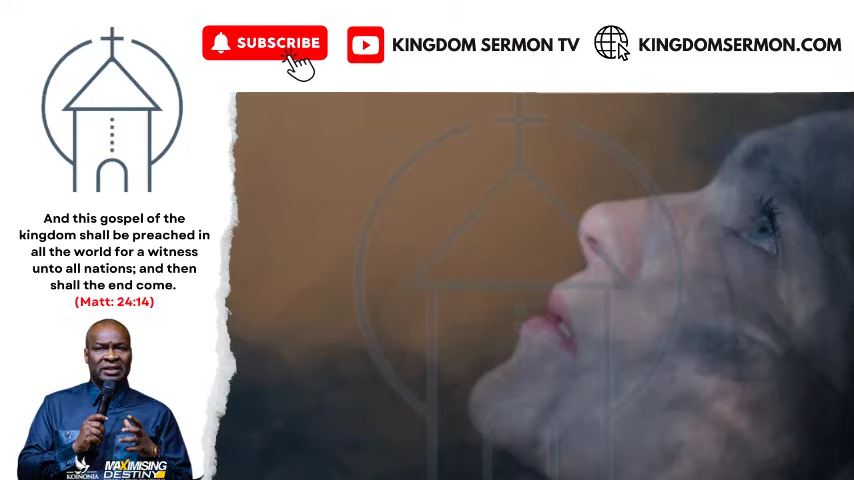 SUBSCRIBE
KINGDOM SERMON TV
KINGDOMSERMON.COM
And this gospel of the
kingdom shall be preached in
all the world for a witness
unto all nations; and then
shall the end come.
(Matt: 24:14)
KOINONIA
MAXIMISING
DESTINY